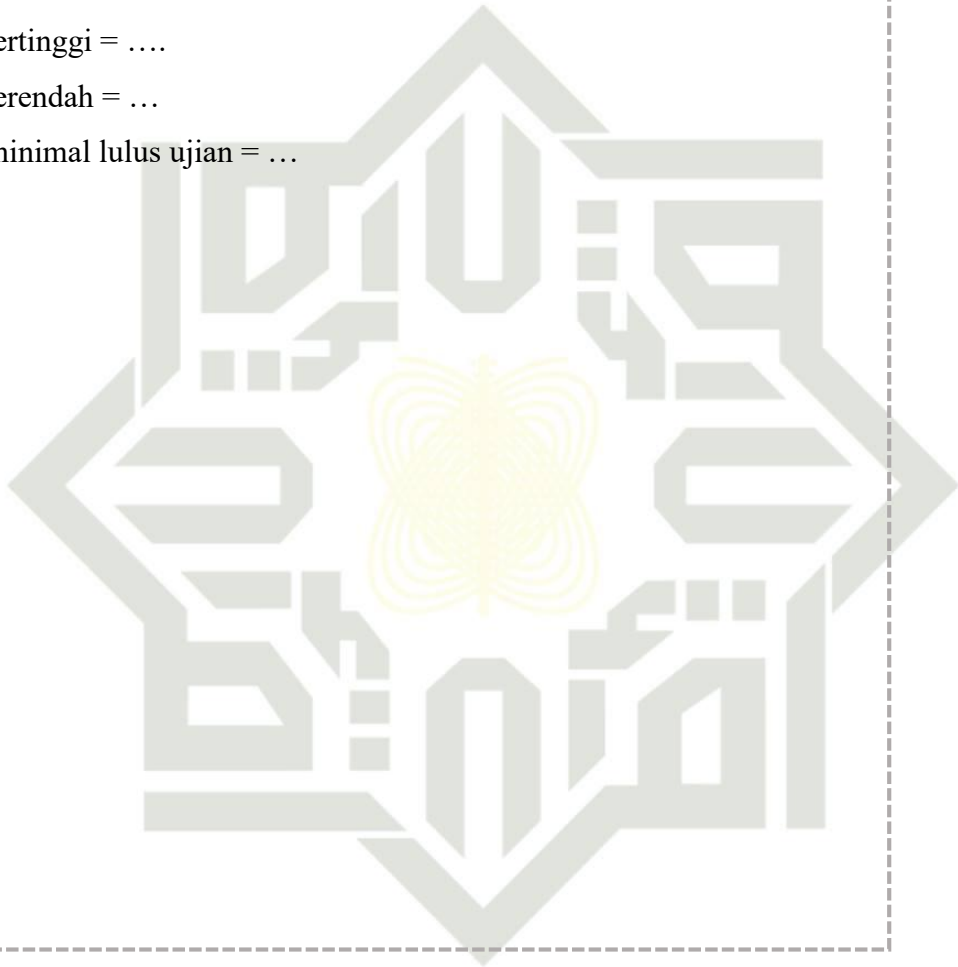 ertinggi = ….
erendah = …
ninimal lulus ujian = …